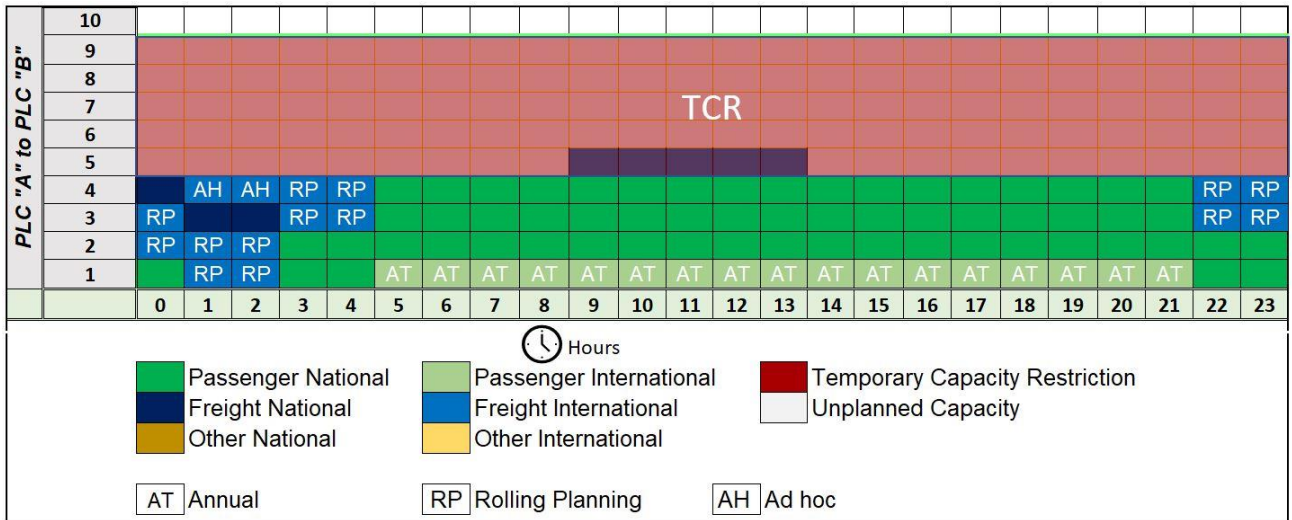 PLC "A" to PLC "B"
10
9
8
7 TCR
6
5
4 AH AH RP RP RP RP
3 RP RP RP RP RP
2 RP RP RP
1 RP RP AT AT AT AT AT AT AT AT AT AT AT AT AT AT AT AT AT
0 1 2 3 4 5 6 7 8 9 10 11 12 13 14 15 16 17 18 19 20 21 22 23
Hours
Passenger National Passenger International Temporary Capacity Restriction
Freight National Freight International Unplanned Capacity
Other National Other International
AT Annual RP Rolling Planning AH Ad hoc